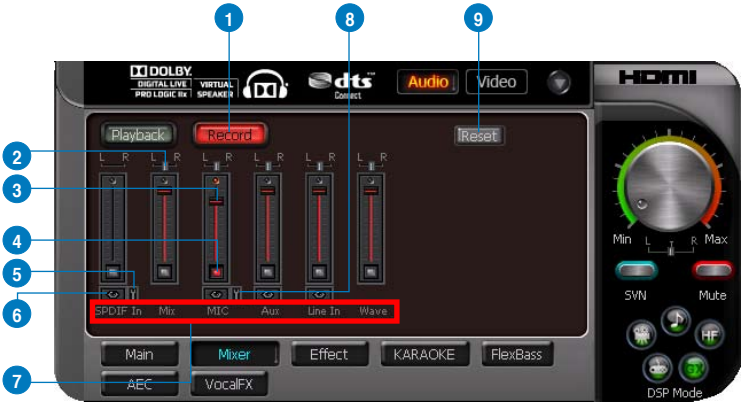 1
8
9
DOLBY.
DIGITAL LIVE
PRO LOGIC IIx
VIRTUAL
SPEAKER
dts
Connect
Audio
Video
HDMI
Playback
Record
Reset
2
L R L R L R L R L R L R
3
4
5
6
SPDIF In Mix MIC Aux Line In Wave
7
Min L R Max
SVN Mute
HF
EX
DSP Mode
Main Mixer Effect KARAOKE FlexBass
AEC VocalFX